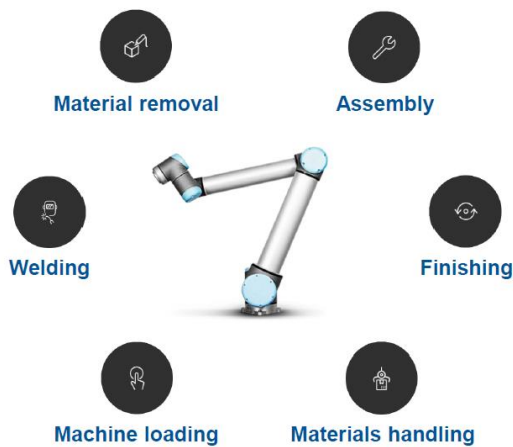 Material removal
Assembly
Welding
Finishing
Machine loading
Materials handling